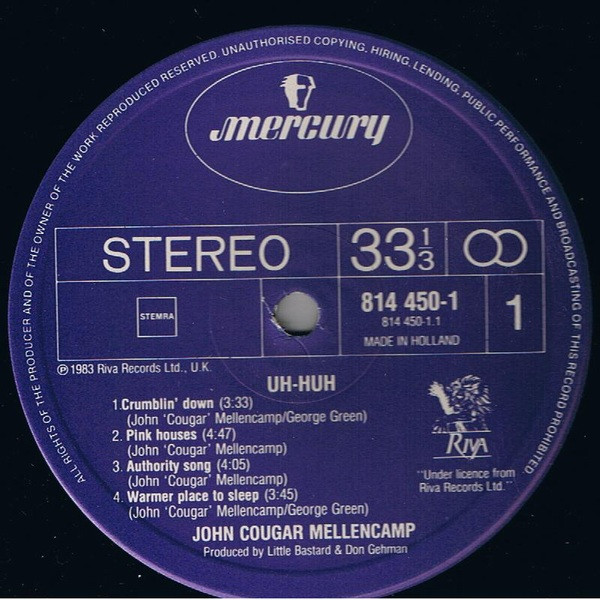 ALL RIGHTS OF THE PRODUCER AND OF THE OWNER OF THE WORK REPRODUCED RESERVED. UNAUTHORISED COPYING, HIRING, LENDING, PUBLIC PERFORMANCE AND BROADCASTING OF THIS RECORD PROHIBITED.
mercury
STEREO
33 1/3
STEMRA
814 450-1
814 450-1.1
MADE IN HOLLAND
1
℗ 1983 Riva Records Ltd., U.K.
UH-HUH
1.Crumblin' down (3:33)
(John 'Cougar' Mellencamp/George Green)
2. Pink houses (4:47)
(John 'Cougar' Mellencamp)
3. Authority song (4:05)
(John 'Cougar' Mellencamp)
4. Warmer place to sleep (3:45)
(John 'Cougar' Mellencamp/George Green)
RIVA
"Under licence from
Riva Records Ltd."
JOHN COUGAR MELLENCAMP
Produced by Little Bastard & Don Gehman